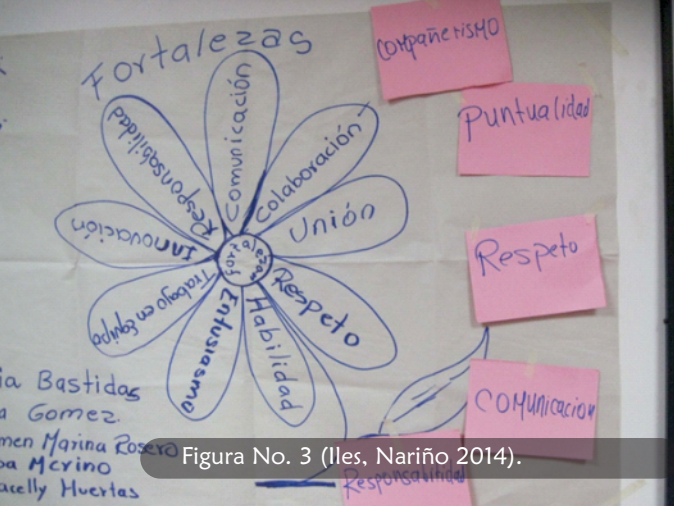 Fortalezas
Comunicación
Colaboración
Unión
Respeto
Habilidad
Entusiasmo
Trabajo en Equipo
Innovación
Responsabilidad
Fortalezas
compañerismo
Puntualidad
Respeto
COMUNICACION
Responsabilidad
Bastidas
Gomez.
Marina Rosero
Merino
Huertas
Figura No. 3 (Iles, Nariño 2014).